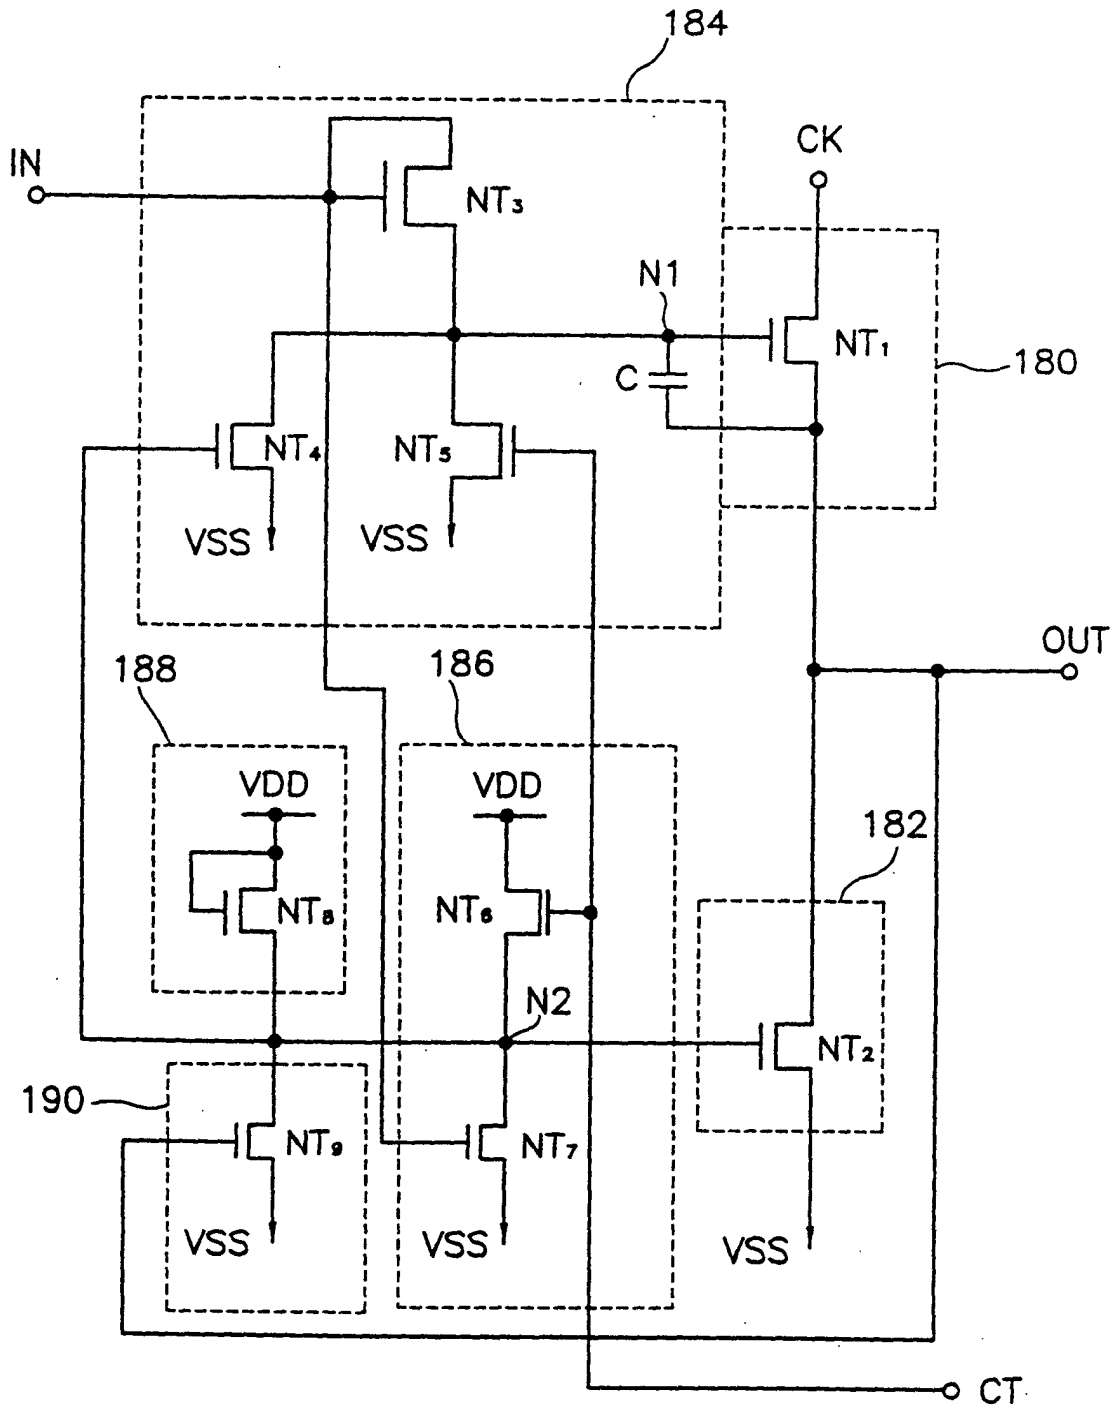 184
IN
CK
NT₃
N1
NT₁
C
180
NT₄
NT₅
VSS
VSS
OUT
188
186
VDD
VDD
182
NT₈
NT₆
N2
NT₂
190
NT₉
NT₇
VSS
VSS
VSS
CT